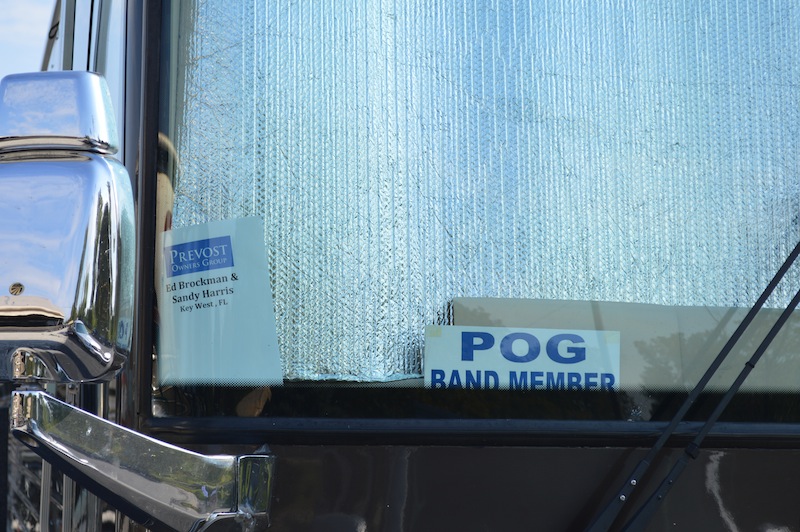 PREVOST
OWNERS GROUP
Ed Brockman &
Sandy Harris
Key West , FL
POG
BAND MEMBER